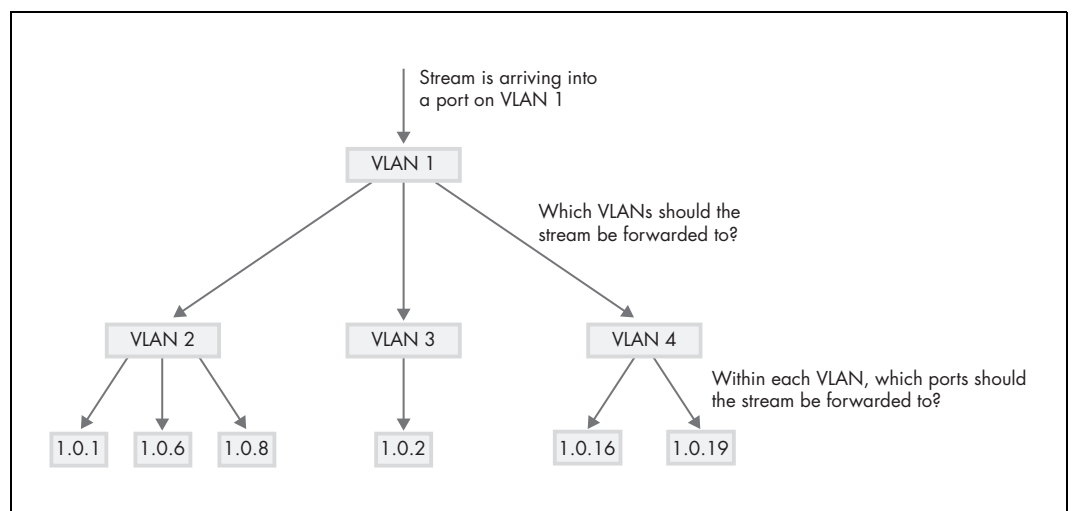 Stream is arriving into
a port on VLAN 1
VLAN 1
Which VLANs should the
stream be forwarded to?
VLAN 2
VLAN 3
VLAN 4
Within each VLAN, which ports should
the stream be forwarded to?
1.0.1
1.0.6
1.0.8
1.0.2
1.0.16
1.0.19